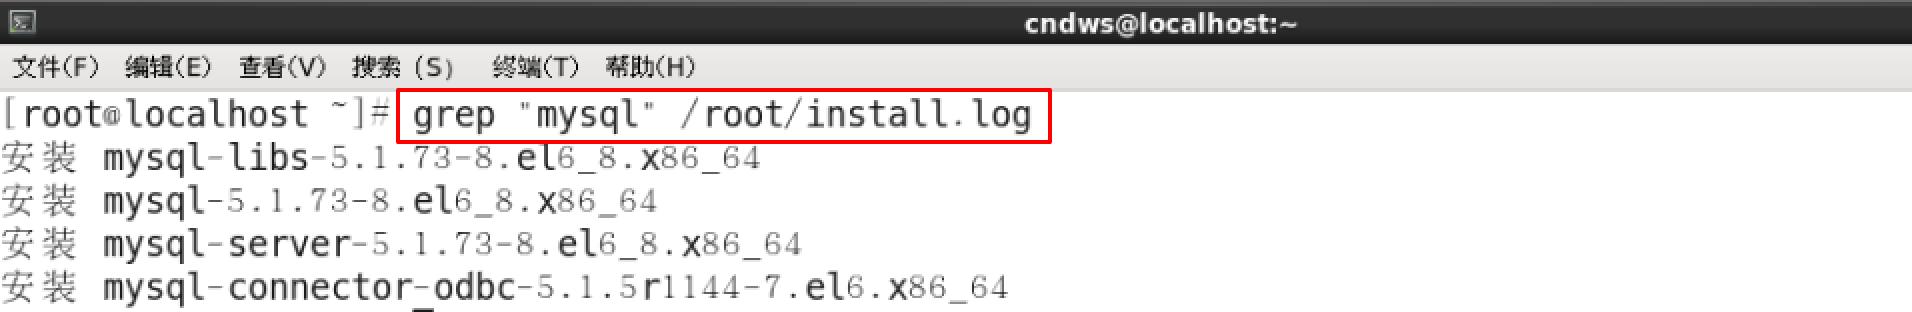 cndws@localhost:~
文件(F) 编辑(E) 查看(V) 搜索 (S) 终端(T) 帮助(H)
[root@localhost ~]# grep "mysql" /root/install.log
安装 mysql-libs-5.1.73-8.el6_8.x86_64
安装 mysql-5.1.73-8.el6_8.x86_64
安装 mysql-server-5.1.73-8.el6_8.x86_64
安装 mysql-connector-odbc-5.1.5r1144-7.el6.x86_64